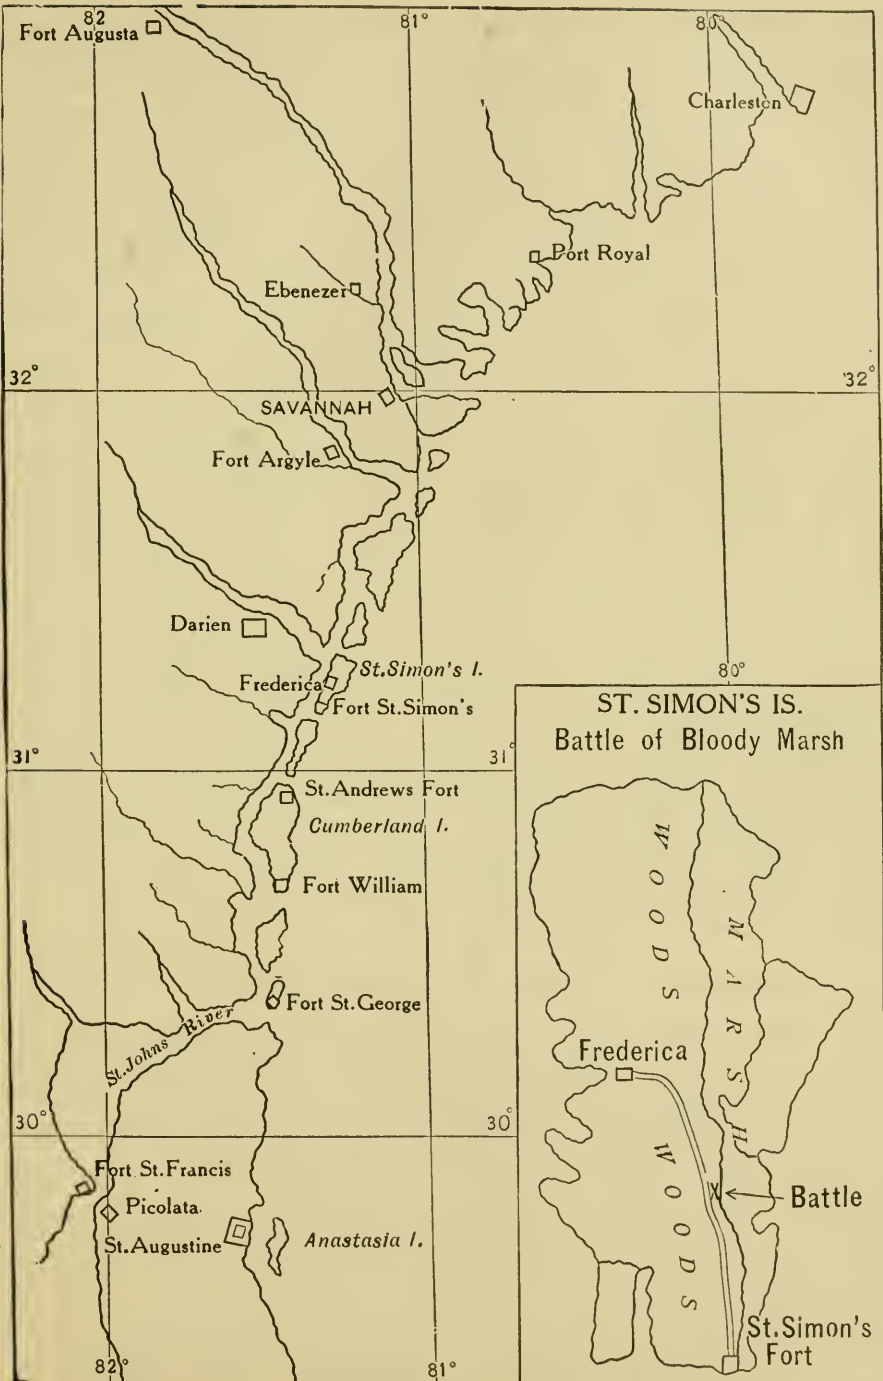 82
81°
80°
Fort Augusta
Charleston
Port Royal
Ebenezer
32°
32°
SAVANNAH
Fort Argyle
Darien
St.Simon's I.
Frederica
Fort St.Simon's
80°
31°
31°
St.Andrews Fort
Cumberland I.
Fort William
Fort St.George
St.Johns River
30°
30°
Fort St.Francis
Picolata
St.Augustine
Anastasia I.
82°
81°
ST. SIMON'S IS.
Battle of Bloody Marsh
WOODS
MARSH
Frederica
WOODS
Battle
St.Simon's
Fort